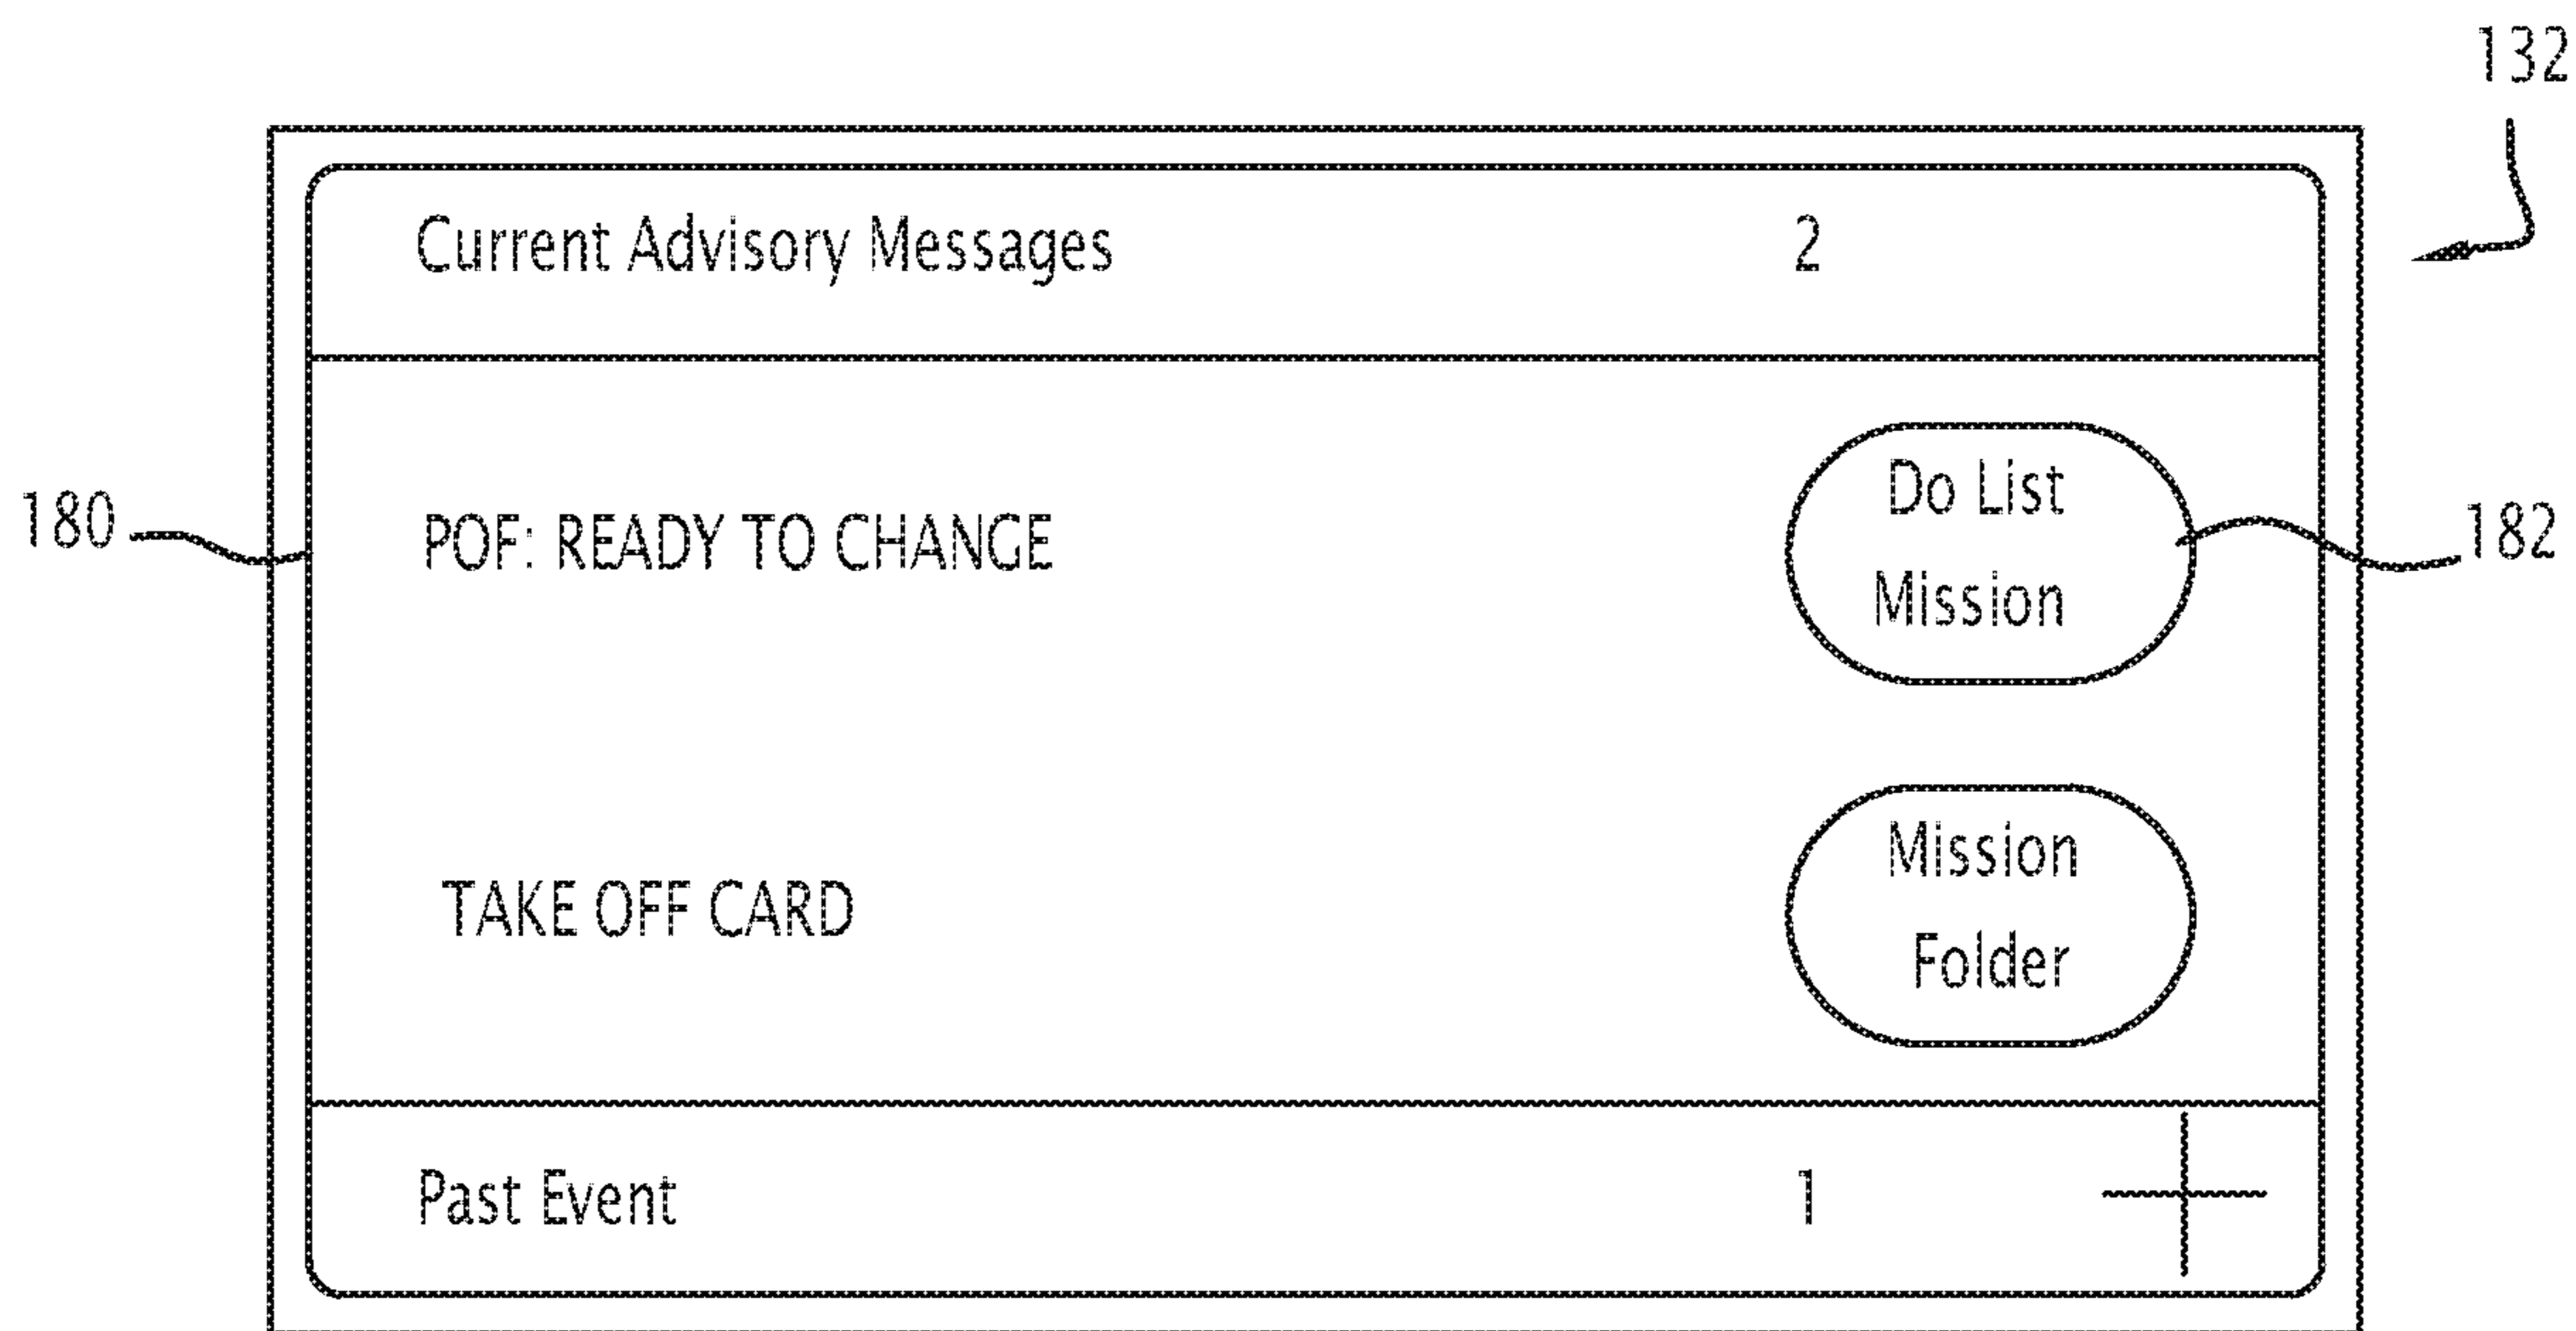 132
Current Advisory Messages 2
180
POF: READY TO CHANGE
Do List
Mission
182
TAKE OFF CARD
Mission
Folder
Past Event 1